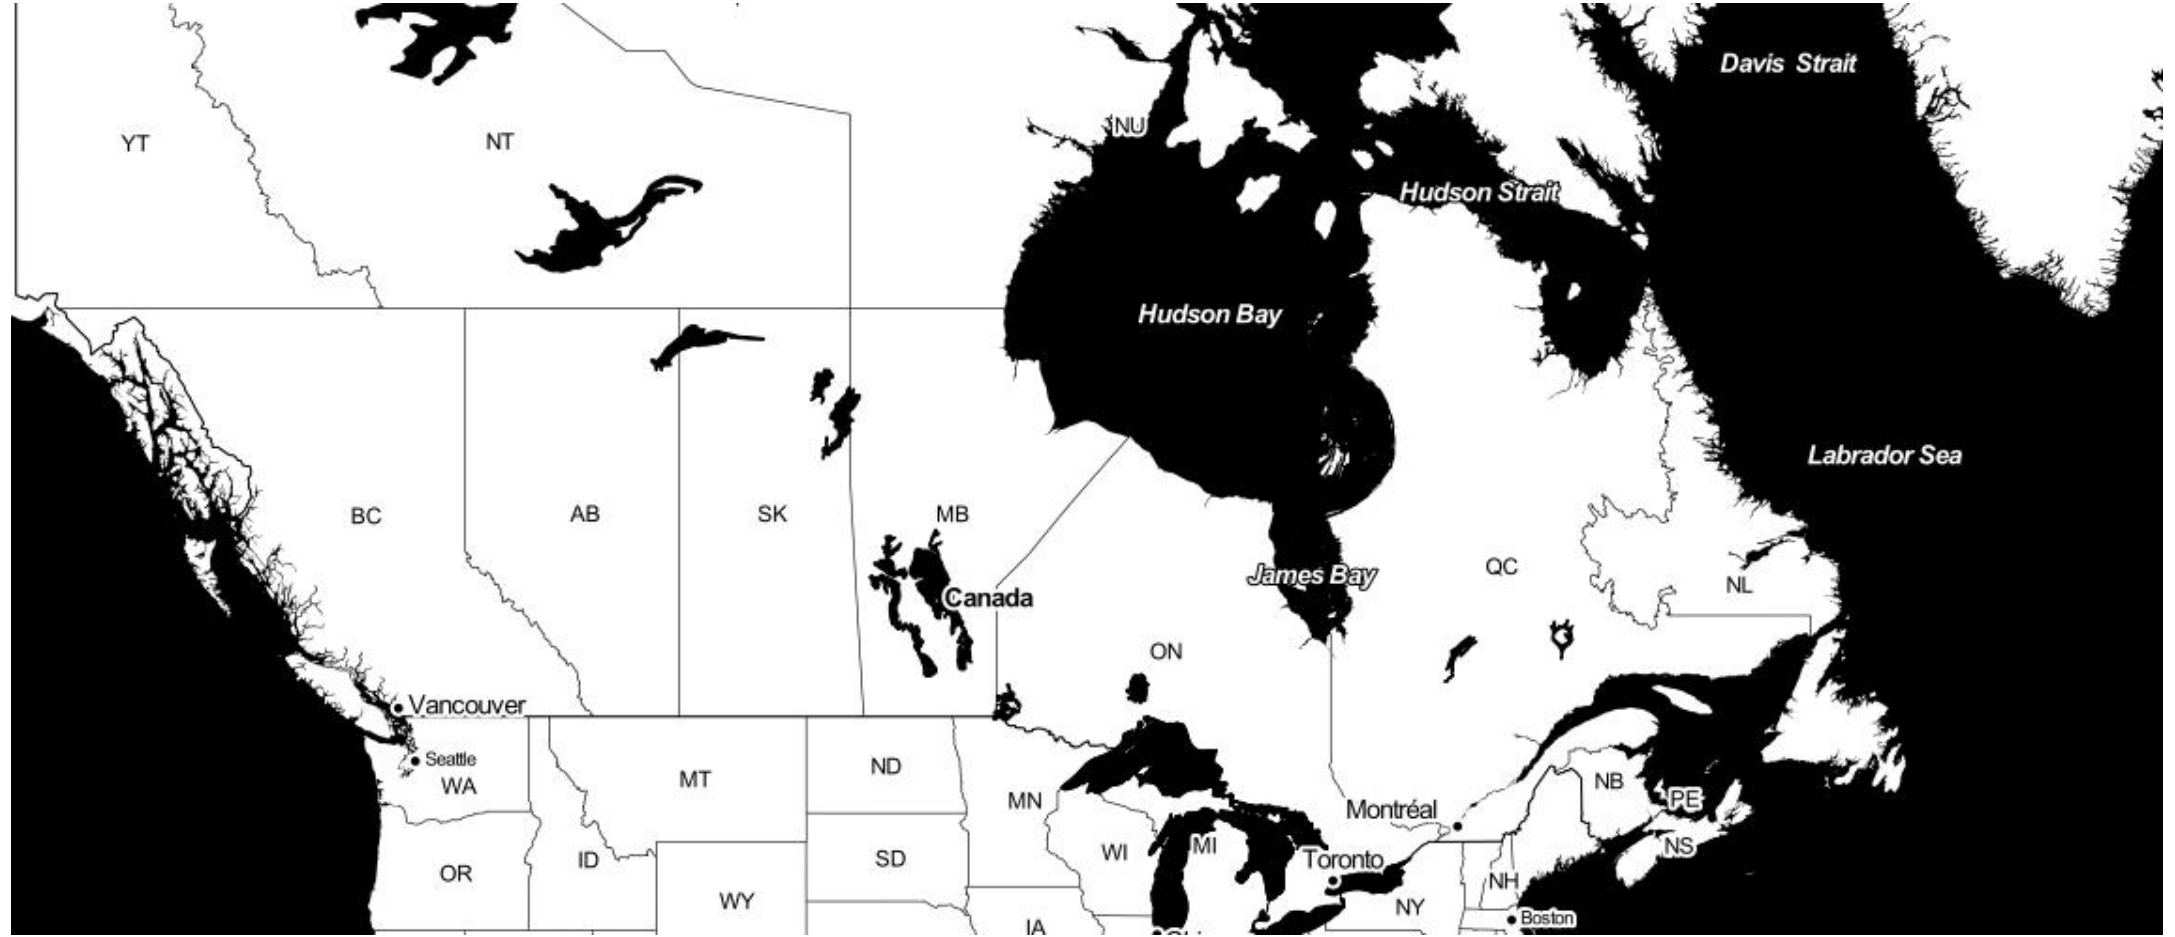 Davis Strait
NU
YT
NT
Hudson Strait
Hudson Bay
Labrador Sea
BC
AB
SK
MB
QC
James Bay
NL
Canada
ON
Vancouver
Seattle
WA
MT
ND
MN
NB
PE
Montréal
NS
WI
MI
OR
ID
SD
Toronto
NH
WY
NY
Boston
IA